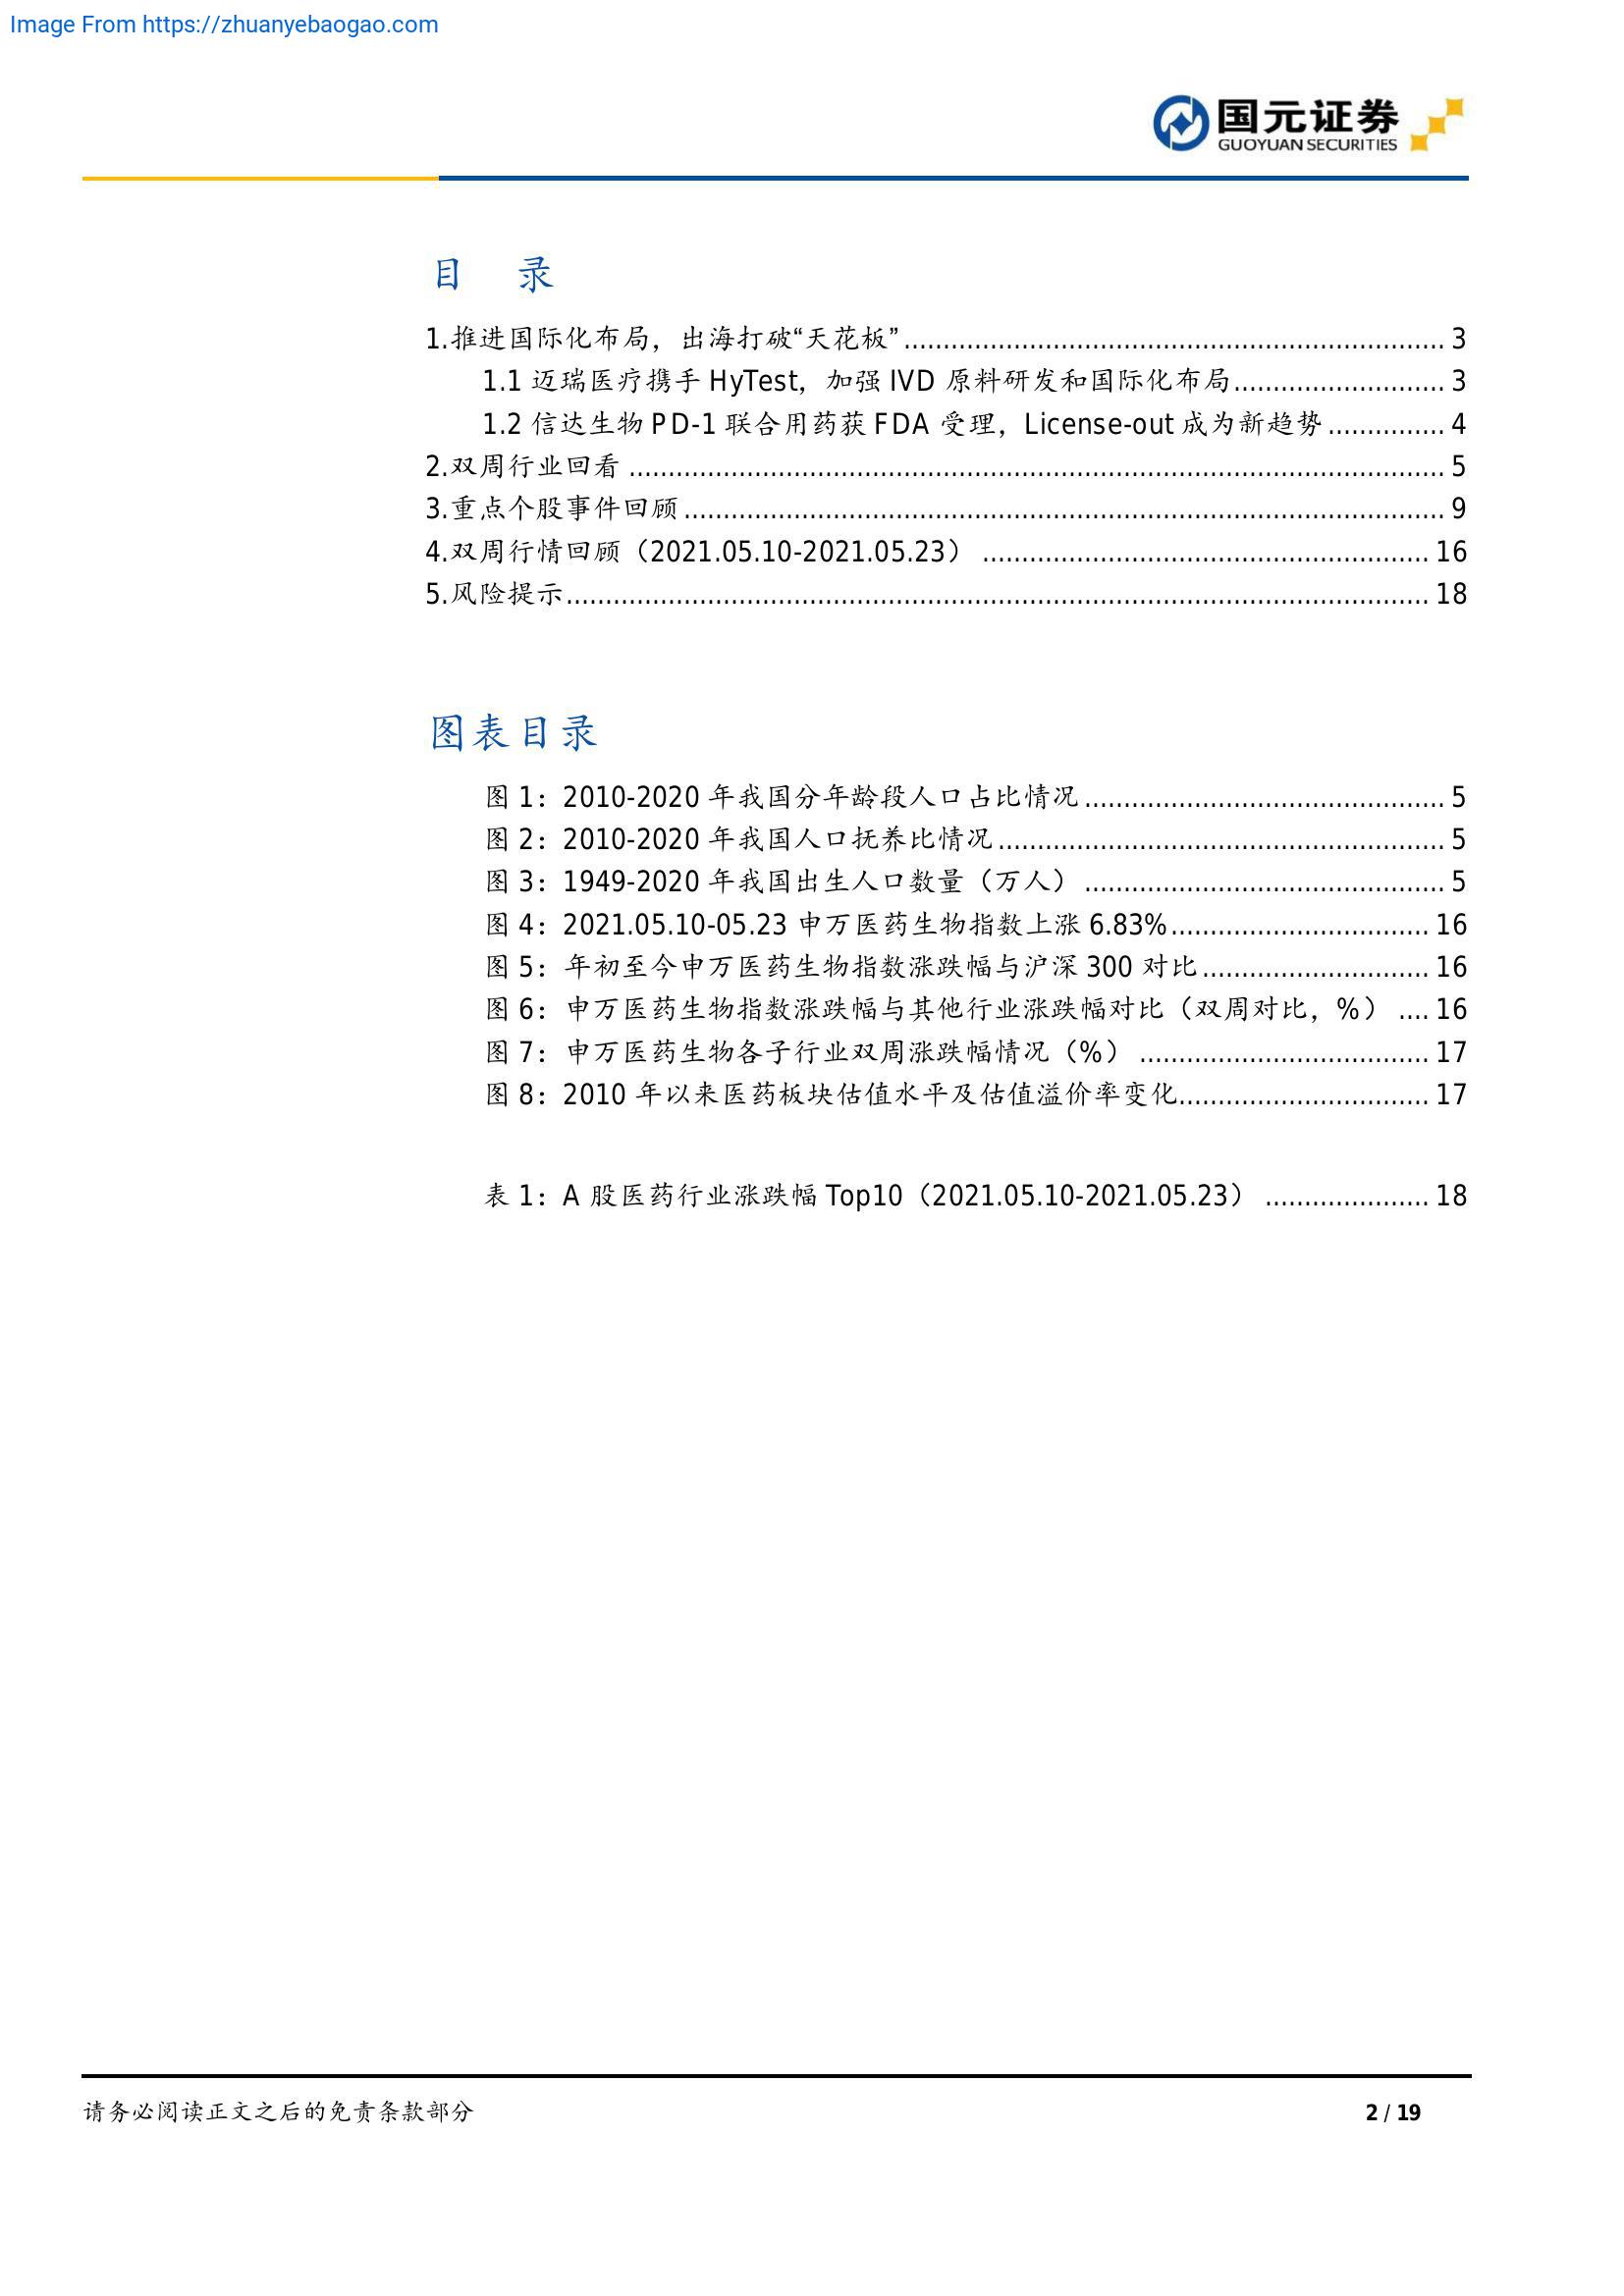 Image From https://zhuanyebaogao.com
国元证券
GUOYUAN SECURITIES
目 录
1.推进国际化布局，出海打破“天花板”........................................ 3
1.1 迈瑞医疗携手 HyTest，加强 IVD 原料研发和国际化布局........................... 3
1.2 信达生物 PD-1 联合用药获 FDA 受理，License-out 成为新趋势............... 4
2.双周行业回看........................................ 5
3.重点个股事件回顾........................................ 9
4.双周行情回顾（2021.05.10-2021.05.23）........................................ 16
5.风险提示........................................ 18
图表目录
图 1：2010-2020 年我国分年龄段人口占比情况........................................ 5
图 2：2010-2020 年我国人口抚养比情况........................................ 5
图 3：1949-2020 年我国出生人口数量（万人）........................................ 5
图 4：2021.05.10-05.23 申万医药生物指数上涨 6.83%................................. 16
图 5：年初至今申万医药生物指数涨跌幅与沪深 300 对比............................. 16
图 6：申万医药生物指数涨跌幅与其他行业涨跌幅对比（双周对比，%）.... 16
图 7：申万医药生物各子行业双周涨跌幅情况（%）..................................... 17
图 8：2010 年以来医药板块估值水平及估值溢价率变化................................ 17
表 1：A 股医药行业涨跌幅 Top10（2021.05.10-2021.05.23）..................... 18
请务必阅读正文之后的免责条款部分
2 / 19